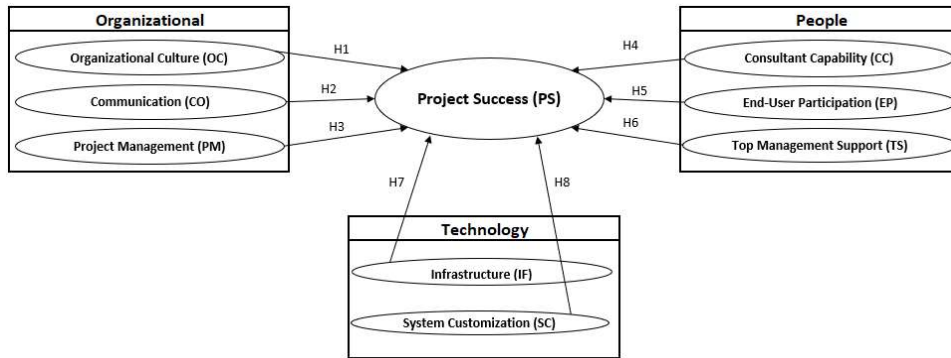 Organizational
Organizational Culture (OC)
Communication (CO)
Project Management (PM)
H1
H2
H3
Project Success (PS)
H4
H5
H6
People
Consultant Capability (CC)
End-User Participation (EP)
Top Management Support (TS)
H7
H8
Technology
Infrastructure (IF)
System Customization (SC)